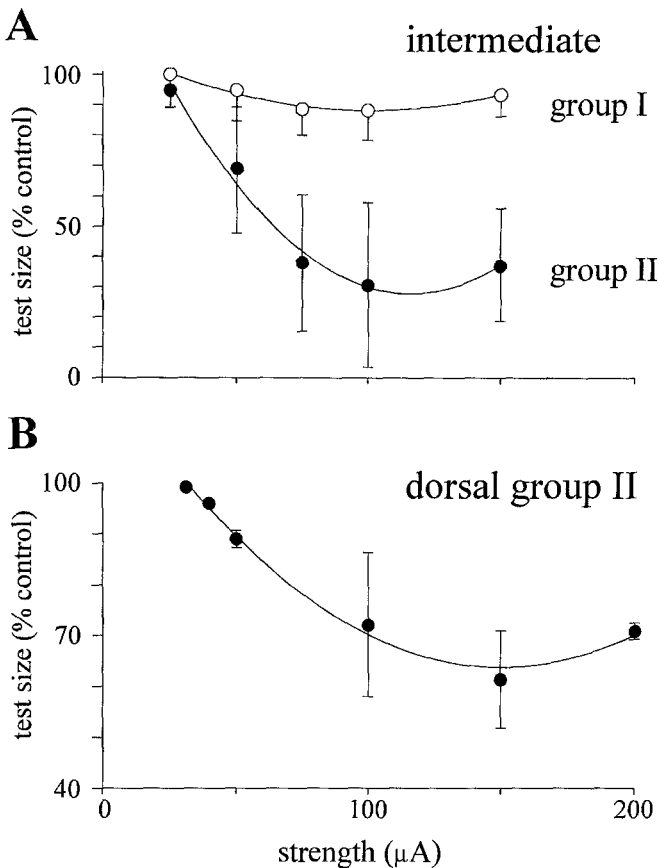 A
intermediate
100
group I
50
group II
0
test size (% control)
B
100
dorsal group II
70
40
test size (% control)
0 100 200
strength (µA)